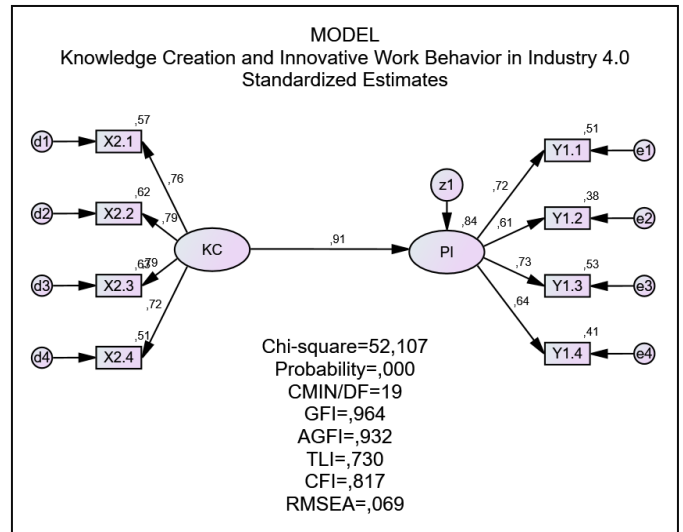 MODEL
Knowledge Creation and Innovative Work Behavior in Industry 4.0
Standardized Estimates
,57
d1 X2.1
,76
,62
d2 X2.2
,79
,63
,79
d3 X2.3
,72
,51
d4 X2.4
KC
,91
z1
,84
PI
,51
Y1.1 e1
,72
,38
Y1.2 e2
,61
,53
Y1.3 e3
,73
,41
Y1.4 e4
,64
Chi-square=52,107
Probability=,000
CMIN/DF=19
GFI=,964
AGFI=,932
TLI=,730
CFI=,817
RMSEA=,069